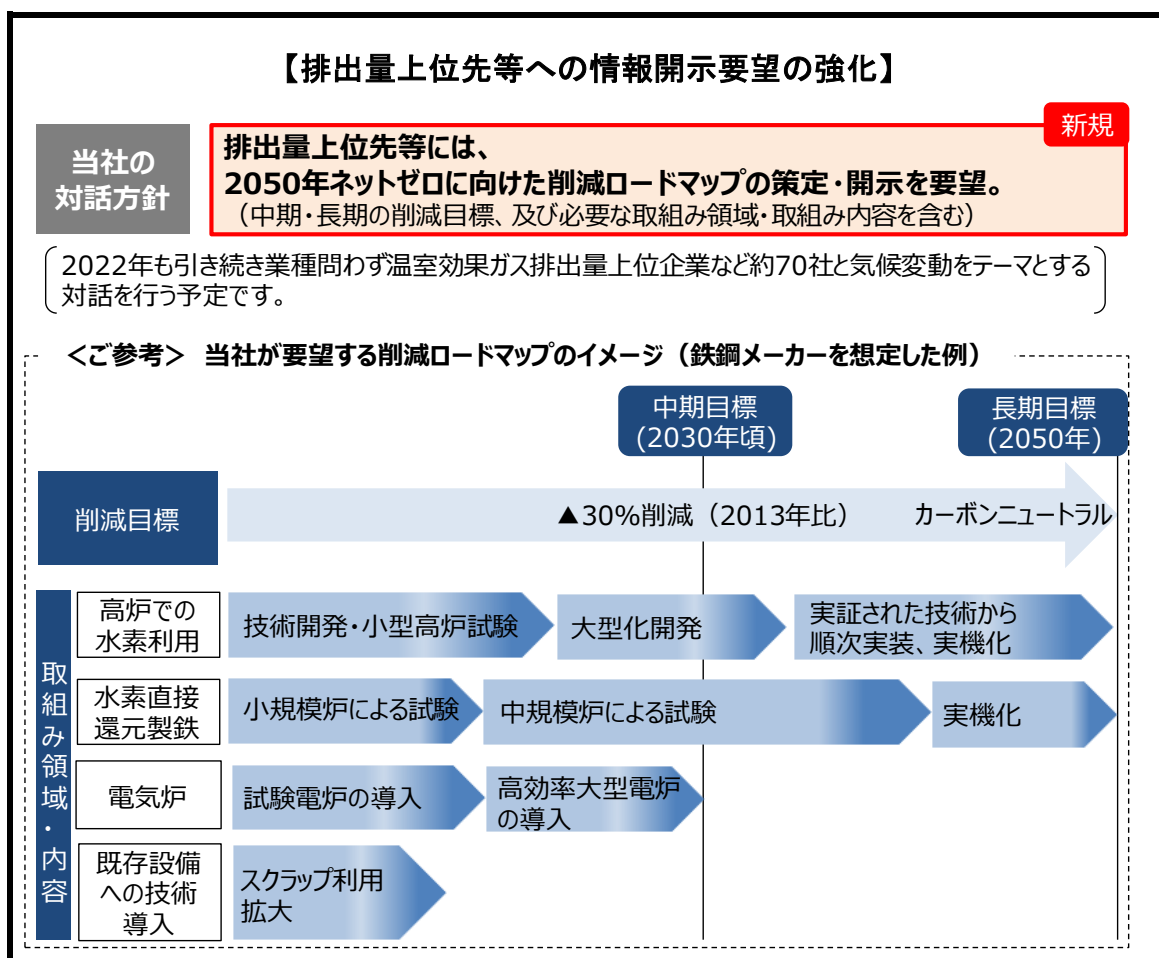 【排出量上位先等への情報開示要望の強化】
新規
当社の
対話方針
排出量上位先等には、
2050年ネットゼロに向けた削減ロードマップの策定・開示を要望。
（中期・長期の削減目標、及び必要な取組み領域・取組み内容を含む）
2022年も引き続き業種問わず温室効果ガス排出量上位企業など約70社と気候変動をテーマとする
対話を行う予定です。
＜ご参考＞ 当社が要望する削減ロードマップのイメージ（鉄鋼メーカーを想定した例）
中期目標
(2030年頃)
長期目標
(2050年)
削減目標
▲30%削減（2013年比）
カーボンニュートラル
取組み領域・内容
高炉での
水素利用
技術開発・小型高炉試験
大型化開発
実証された技術から
順次実装、実機化
水素直接
還元製鉄
小規模炉による試験
中規模炉による試験
実機化
電気炉
試験電炉の導入
高効率大型電炉
の導入
既存設備
への技術
導入
スクラップ利用
拡大